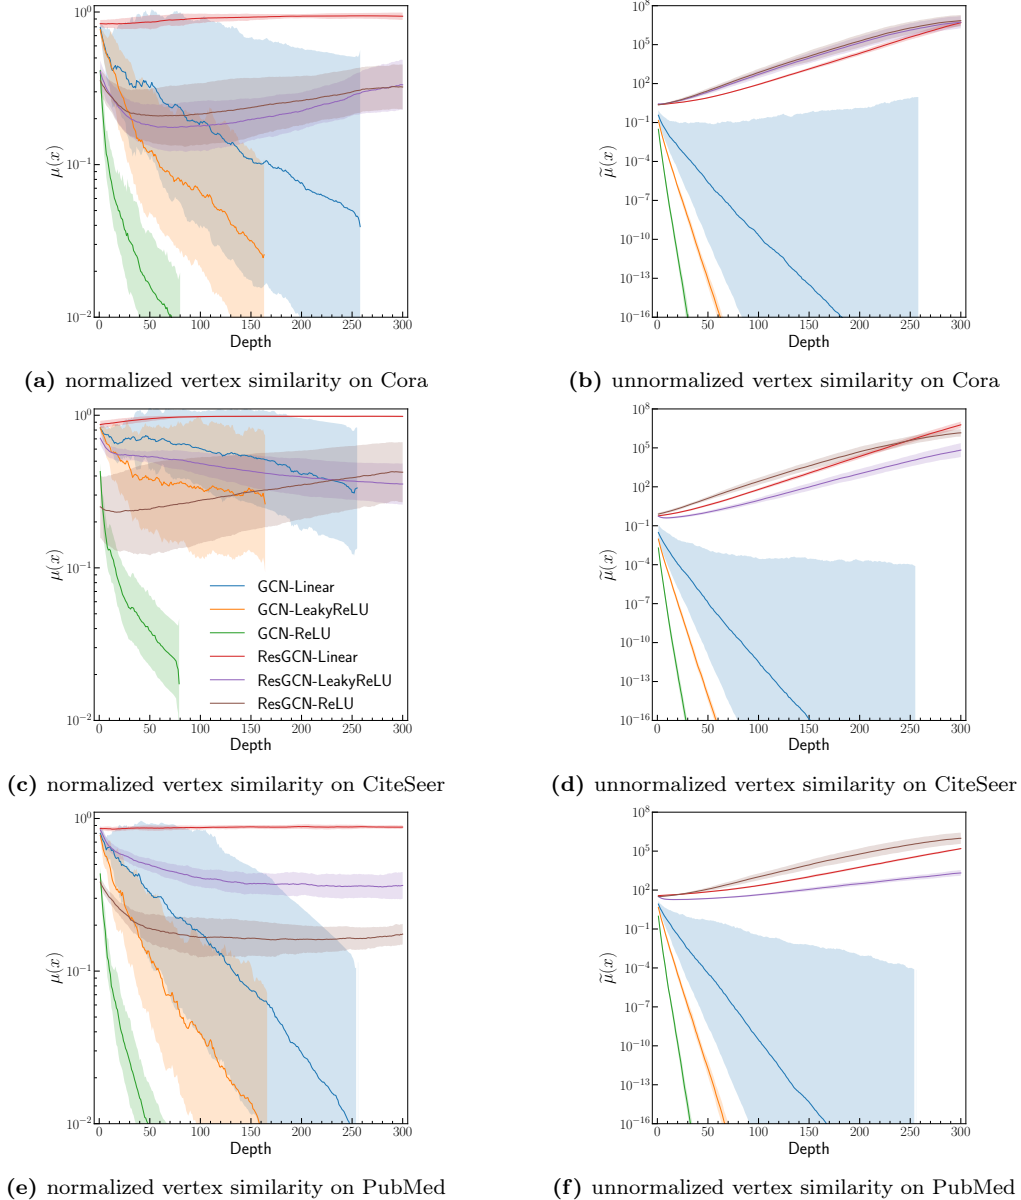 10^0
10^{-1}
10^{-2}
μ(x)
0 50 100 150 200 250 300
Depth
(a) normalized vertex similarity on Cora
10^8
10^5
10^2
10^{-1}
10^{-4}
10^{-7}
10^{-10}
10^{-13}
10^{-16}
μ̃(x)
0 50 100 150 200 250 300
Depth
(b) unnormalized vertex similarity on Cora
10^0
10^{-1}
10^{-2}
μ(x)
GCN-Linear
GCN-LeakyReLU
GCN-ReLU
ResGCN-Linear
ResGCN-LeakyReLU
ResGCN-ReLU
0 50 100 150 200 250 300
Depth
(c) normalized vertex similarity on CiteSeer
10^8
10^5
10^2
10^{-1}
10^{-4}
10^{-7}
10^{-10}
10^{-13}
10^{-16}
μ̃(x)
0 50 100 150 200 250 300
Depth
(d) unnormalized vertex similarity on CiteSeer
10^0
10^{-1}
10^{-2}
μ(x)
0 50 100 150 200 250 300
Depth
(e) normalized vertex similarity on PubMed
10^8
10^5
10^2
10^{-1}
10^{-4}
10^{-7}
10^{-10}
10^{-13}
10^{-16}
μ̃(x)
0 50 100 150 200 250 300
Depth
(f) unnormalized vertex similarity on PubMed